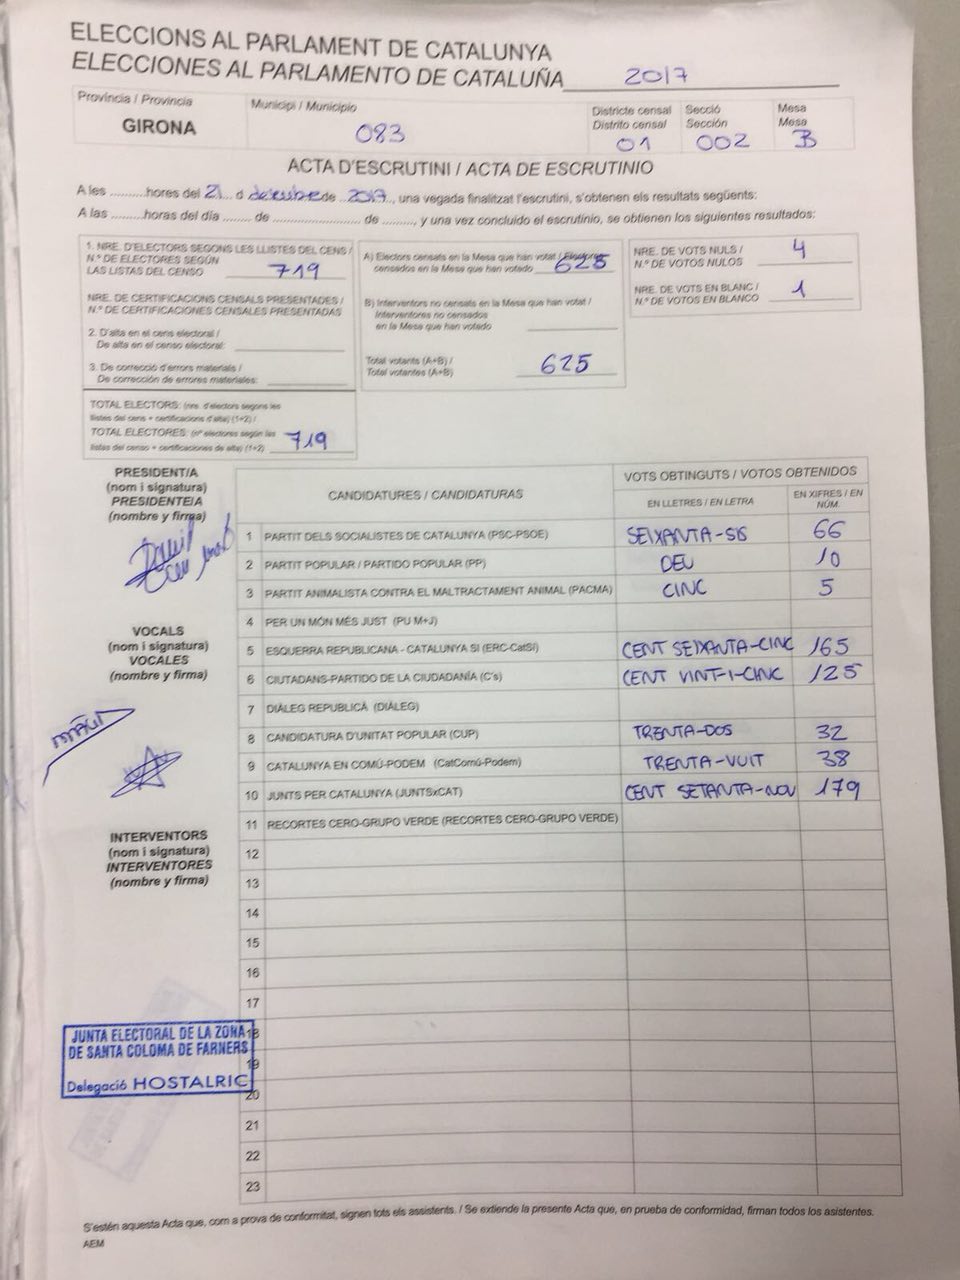 ELECCIONS AL PARLAMENT DE CATALUNYA
ELECCIONES AL PARLAMENTO DE CATALUÑA 2017
Província / Provincia
GIRONA
Municipi / Municipio
083
Districte censal
Distrito censal
01
Secció
Sección
002
Mesa
Mesa
B
ACTA D'ESCRUTINI / ACTA DE ESCRUTINIO
A les ..........hores del 21 d desembre de 2017, una vegada finalitzat l'escrutini, s'obtenen els resultats següents:
A las .........horas del día ........ de ........................ de ........., y una vez concluido el escrutinio, se obtienen los siguientes resultados:
1. NRE. D'ELECTORS SEGONS LES LLISTES DEL CENS /
N.º DE ELECTORES SEGÚN
LAS LISTAS DEL CENSO 719
NRE. DE CERTIFICACIONS CENSALS PRESENTADES /
N.º DE CERTIFICACIONES CENSALES PRESENTADAS
2. D'alta en el cens electoral /
De alta en el censo electoral:
3. De correcció d'errors materials /
De corrección de errores materiales:
TOTAL ELECTORS: (nre. d'electors segons les
llistes del cens + certificacions d'alta) (1+2) /
TOTAL ELECTORES: (nº electores según las
listas del censo + certificaciones de alta) (1+2) 719
A) Electors censats en la Mesa que han votat / Electores
censados en la Mesa que han votado 625
B) Interventors no censats en la Mesa que han votat /
Interventores no censados
en la Mesa que han votado
Total votants (A+B) /
Total votantes (A+B) 625
NRE. DE VOTS NULS /
N.º DE VOTOS NULOS 4
NRE. DE VOTS EN BLANC /
N.º DE VOTOS EN BLANCO 1
PRESIDENT/A
(nom i signatura)
PRESIDENTE/A
(nombre y firma)
VOCALS
(nom i signatura)
VOCALES
(nombre y firma)
INTERVENTORS
(nom i signatura)
INTERVENTORES
(nombre y firma)
CANDIDATURES / CANDIDATURAS
VOTS OBTINGUTS / VOTOS OBTENIDOS
EN LLETRES / EN LETRA
EN XIFRES / EN NÚM.
1 PARTIT DELS SOCIALISTES DE CATALUNYA (PSC-PSOE) SEIXANTA-SIS 66
2 PARTIT POPULAR / PARTIDO POPULAR (PP) DEU 10
3 PARTIT ANIMALISTA CONTRA EL MALTRACTAMENT ANIMAL (PACMA) CINC 5
4 PER UN MÓN MÉS JUST (PU M+J)
5 ESQUERRA REPUBLICANA - CATALUNYA SÍ (ERC-CatSí) CENT SEIXANTA-CINC 165
6 CIUTADANS-PARTIDO DE LA CIUDADANÍA (C's) CENT VINT-I-CINC 125
7 DIÀLEG REPUBLICÀ (DIÀLEG)
8 CANDIDATURA D'UNITAT POPULAR (CUP) TRENTA-DOS 32
9 CATALUNYA EN COMÚ-PODEM (CatComú-Podem) TRENTA-VUIT 38
10 JUNTS PER CATALUNYA (JUNTSxCAT) CENT SETANTA-NOU 179
11 RECORTES CERO-GRUPO VERDE (RECORTES CERO-GRUPO VERDE)
12
13
14
15
16
17
18
19
20
21
22
23
JUNTA ELECTORAL DE LA ZONA
DE SANTA COLOMA DE FARNERS
Delegació HOSTALRIC
S'estén aquesta Acta que, com a prova de conformitat, signen tots els assistents. / Se extiende la presente Acta que, en prueba de conformidad, firman todos los asistentes.
AEM